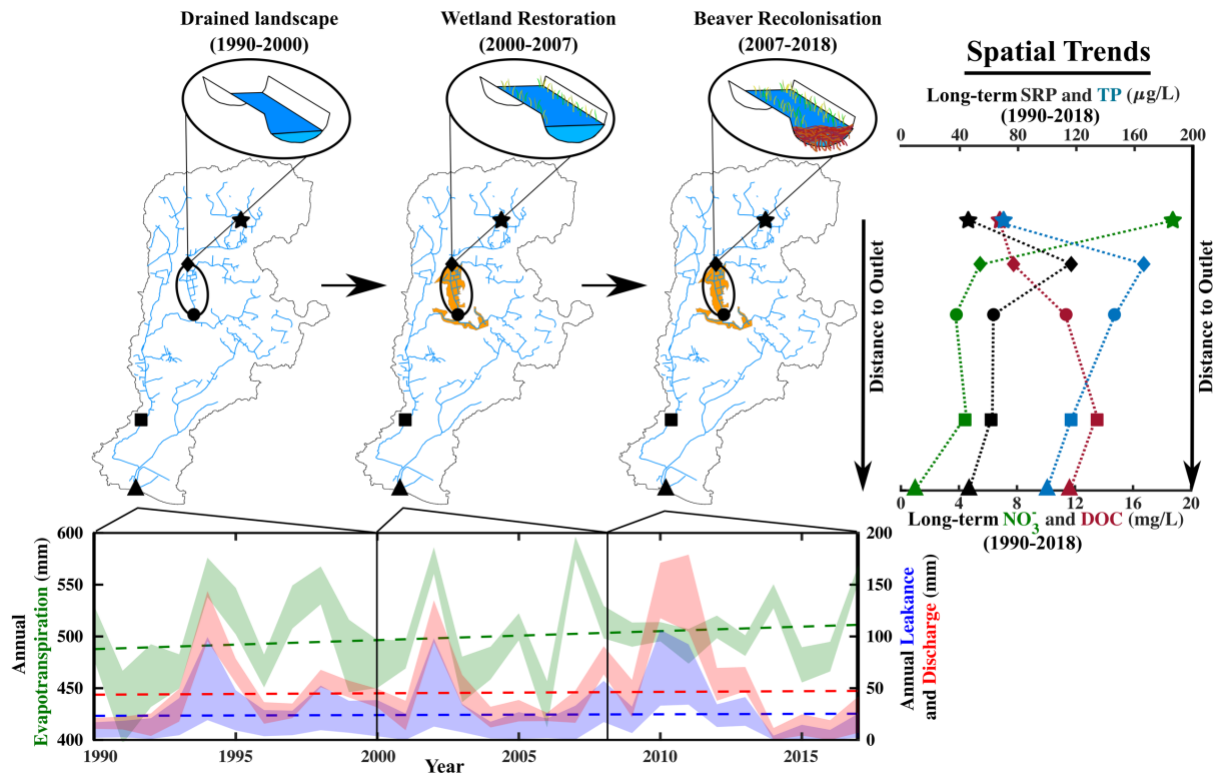 Drained landscape
(1990-2000)
Wetland Restoration
(2000-2007)
Beaver Recolonisation
(2007-2018)
Spatial Trends
Long-term SRP and TP (μg/L)
(1990-2018)
0 40 80 120 160 200
Distance to Outlet
Distance to Outlet
0 4 8 12 16 20
Long-term NO₃⁻ and DOC (mg/L)
(1990-2018)
Annual
Evapotranspiration (mm)
600
550
500
450
400
200
150
100
50
0
Annual Leakance
and Discharge (mm)
1990 1995 2000 2005 2010 2015
Year